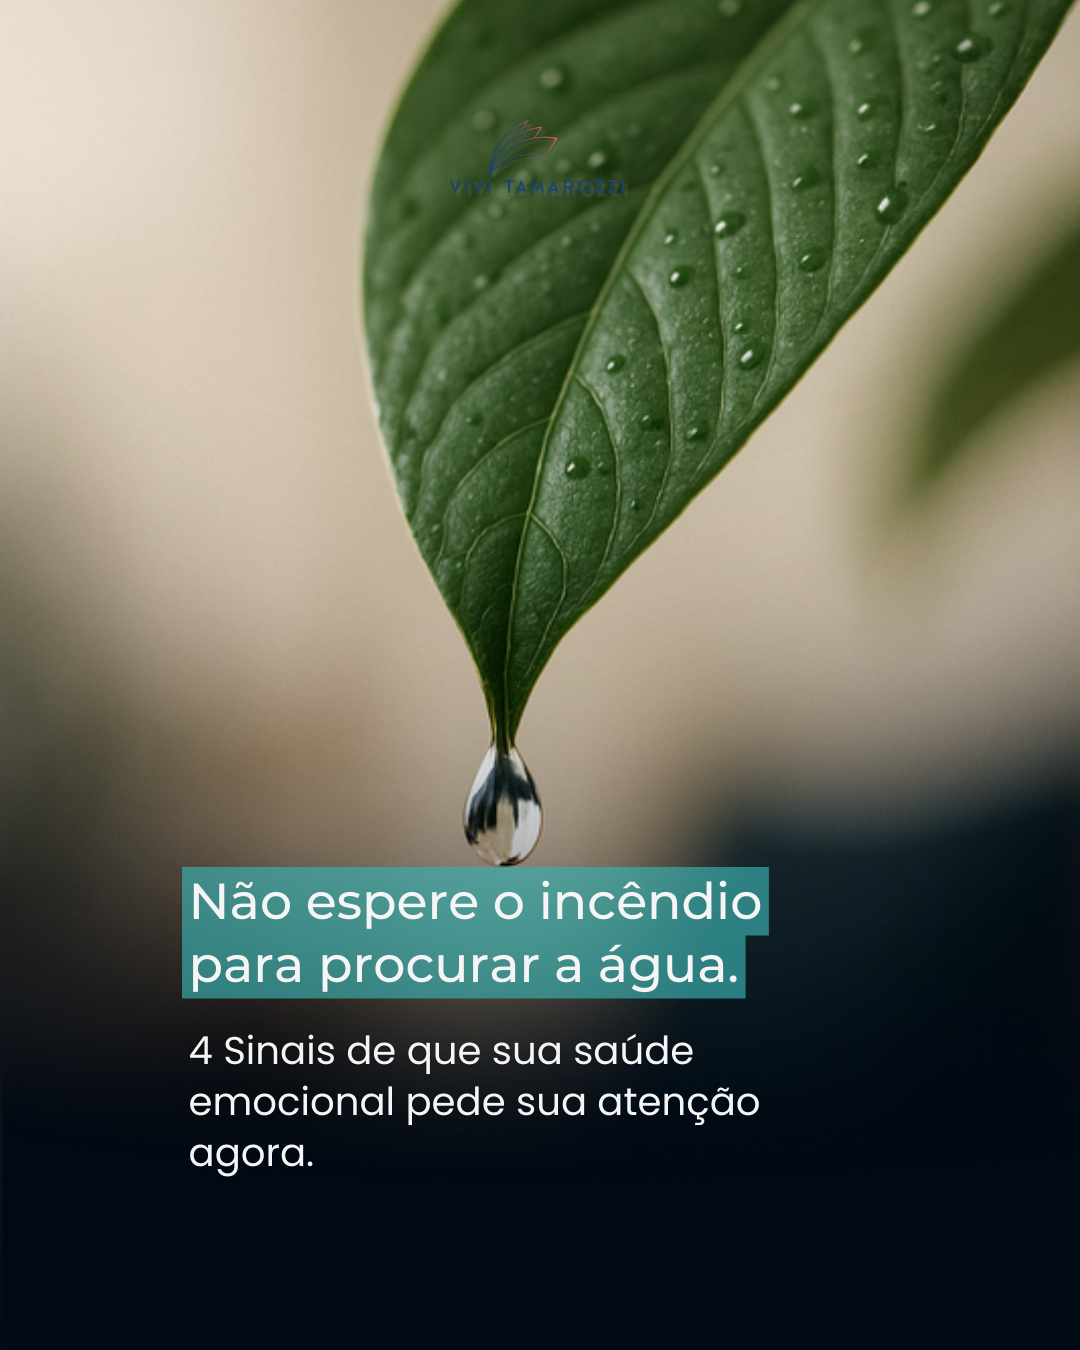 VIVI TAMAROZZI
Não espere o incêndio
para procurar a água.
4 Sinais de que sua saúde
emocional pede sua atenção
agora.